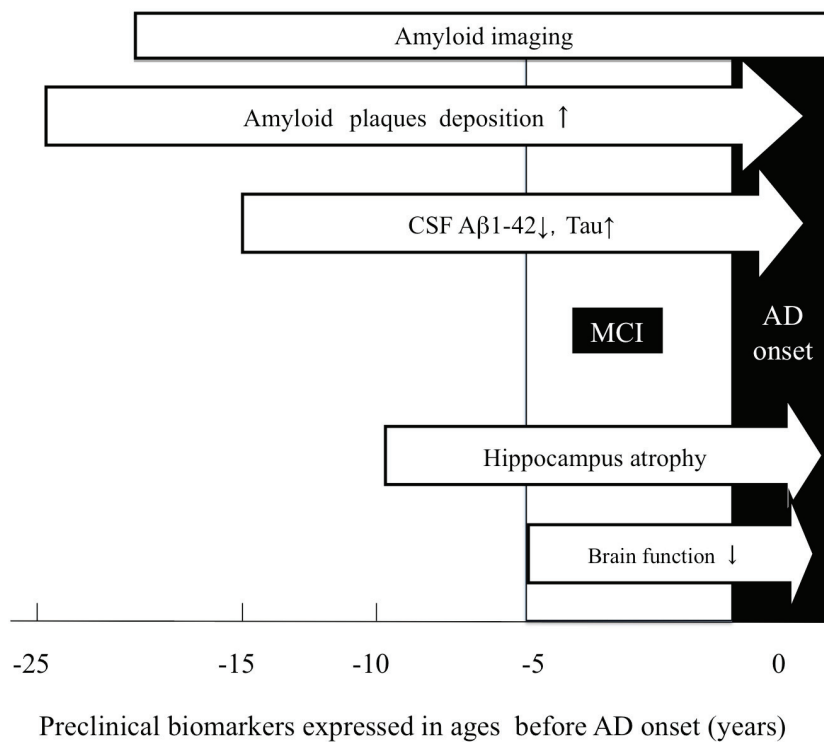 Amyloid imaging
Amyloid plaques deposition ↑
CSF Aβ1-42↓, Tau↑
MCI
AD
onset
Hippocampus atrophy
Brain function ↓
-25 -15 -10 -5 0
Preclinical biomarkers expressed in ages before AD onset (years)